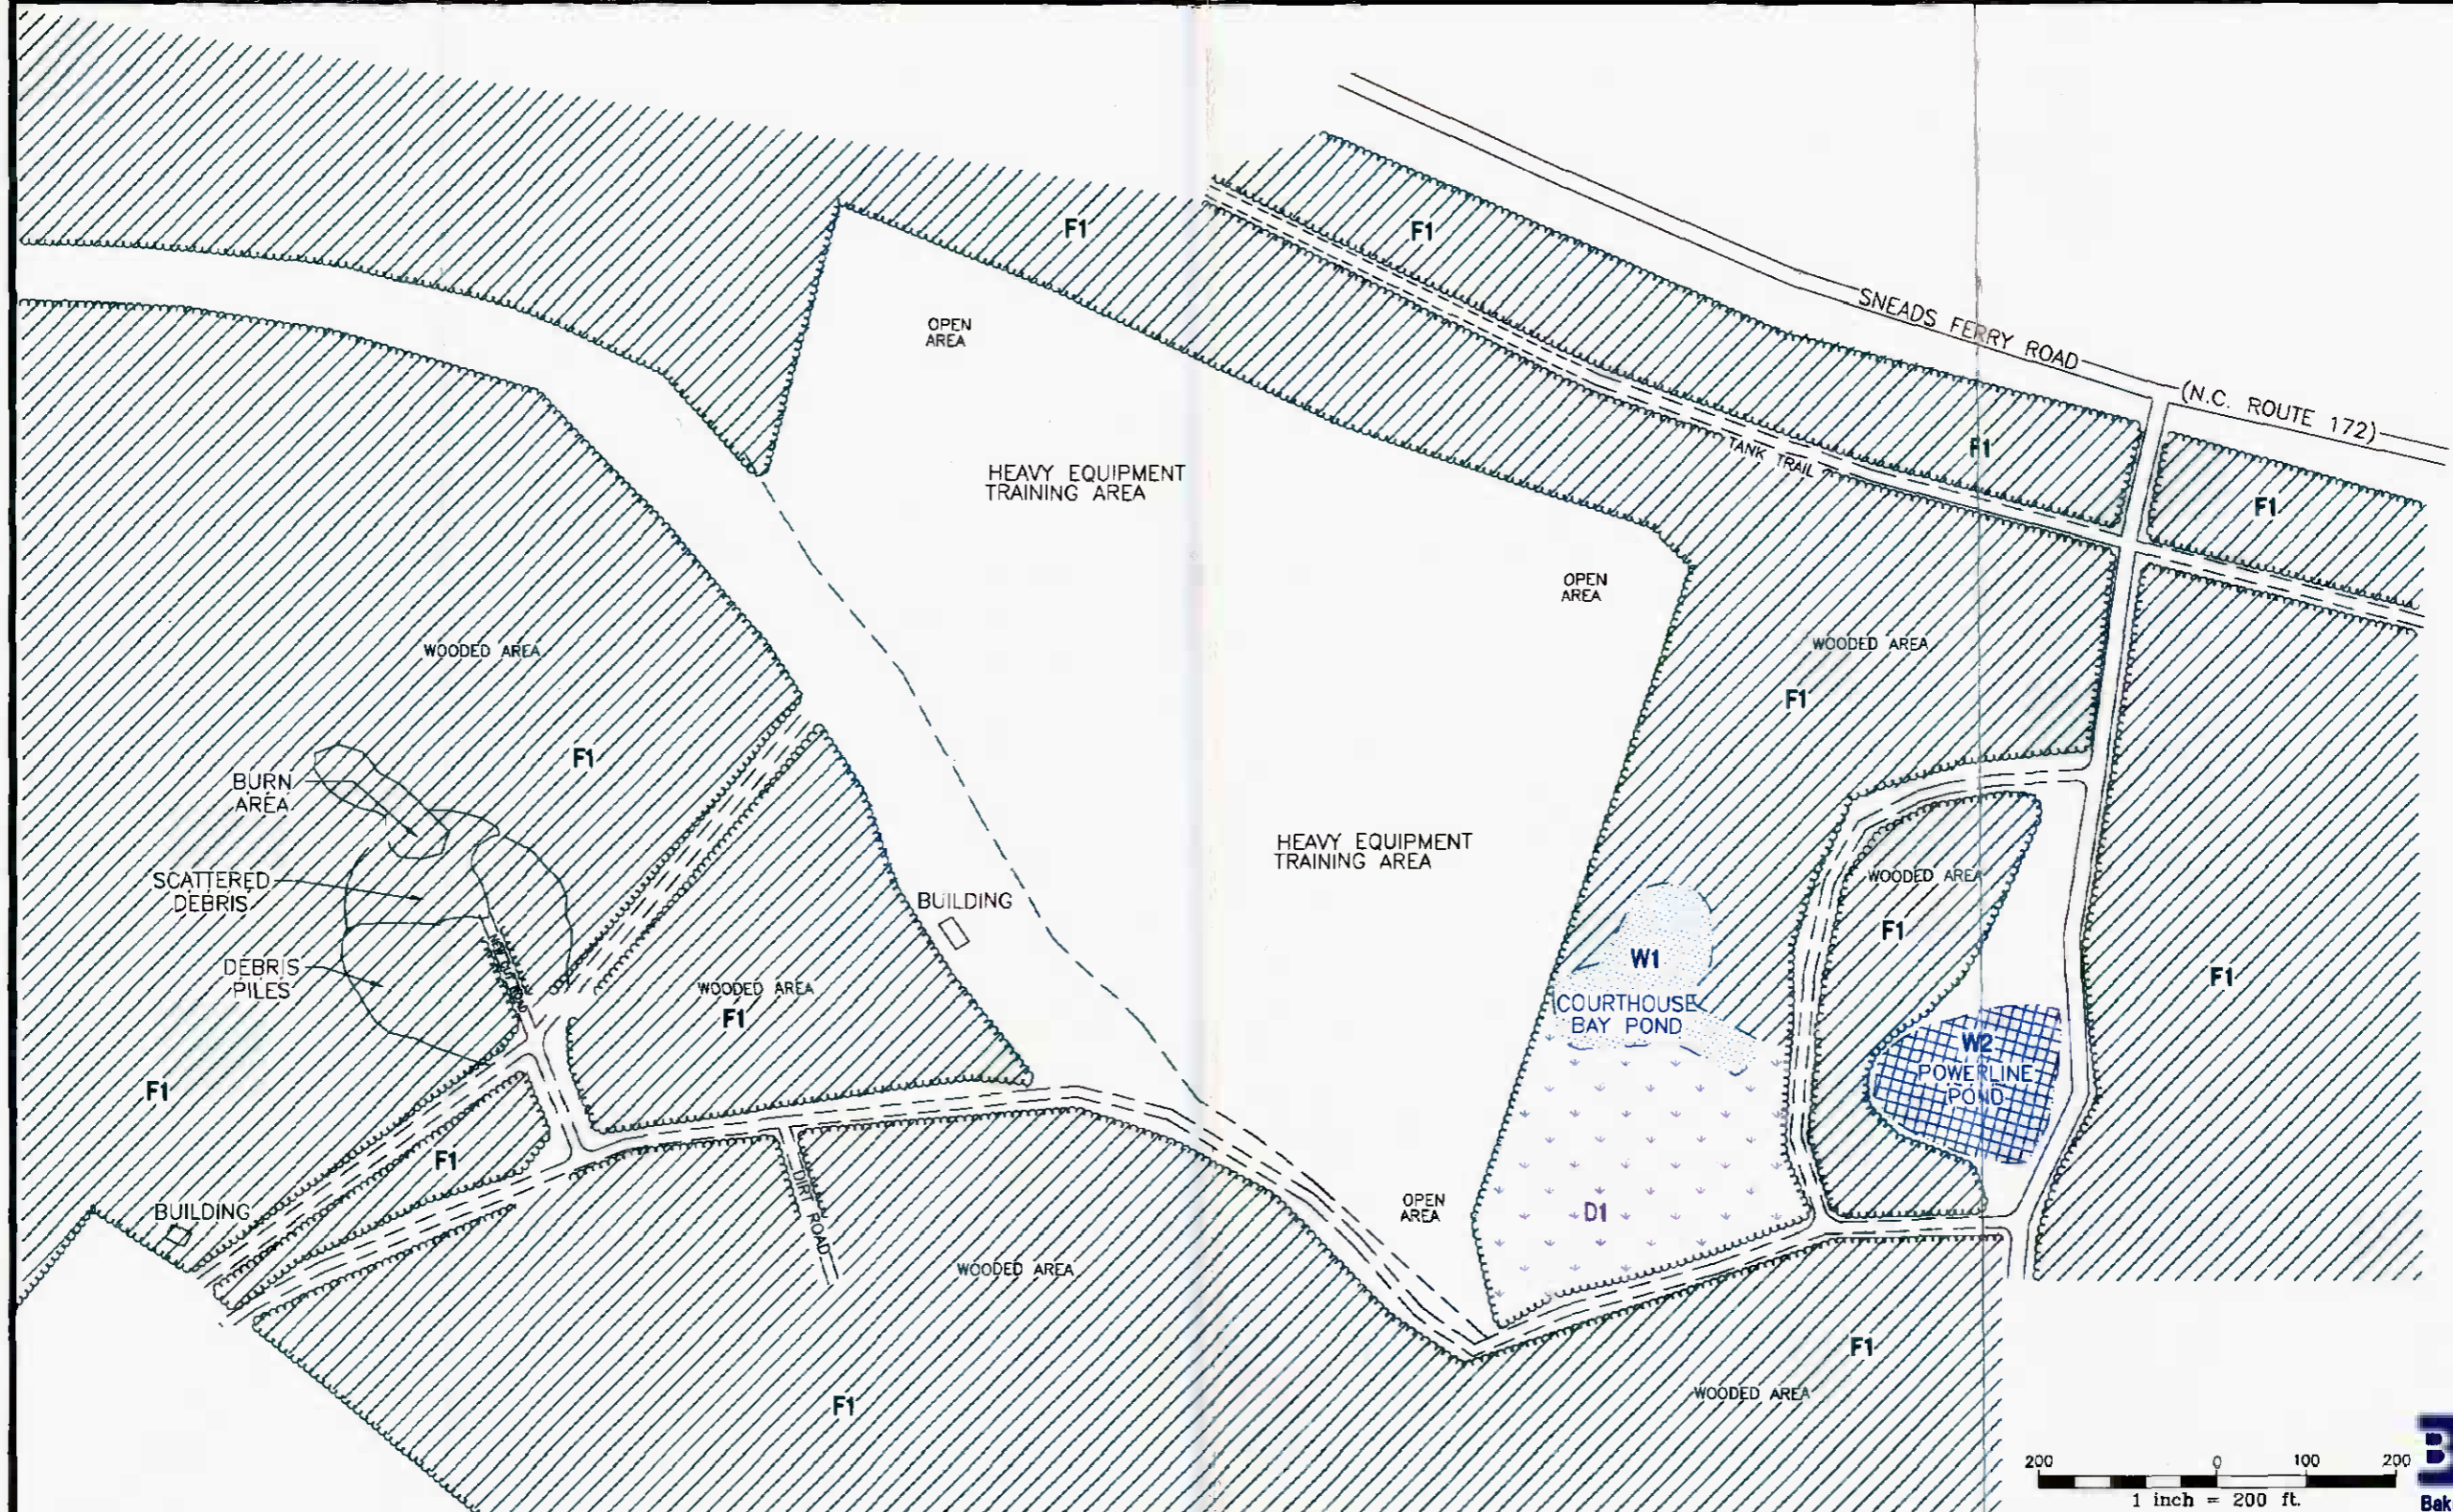 F1
F1
SNEADS FERRY ROAD
(N.C. ROUTE 172)
OPEN
AREA
TANK TRAIL
F1
F1
HEAVY EQUIPMENT
TRAINING AREA
OPEN
AREA
WOODED AREA
WOODED AREA
F1
F1
BURN
AREA
HEAVY EQUIPMENT
TRAINING AREA
SCATTERED
DEBRIS
BUILDING
WOODED AREA
F1
W1
COURTHOUSE
BAY POND
F1
DEBRIS
PILES
WOODED AREA
F1
W2
POWERLINE
POND
F1
F1
BUILDING
DIRT ROAD
OPEN
AREA
D1
WOODED AREA
F1
WOODED AREA
F1
200 0 100 200
1 inch = 200 ft.
Bak